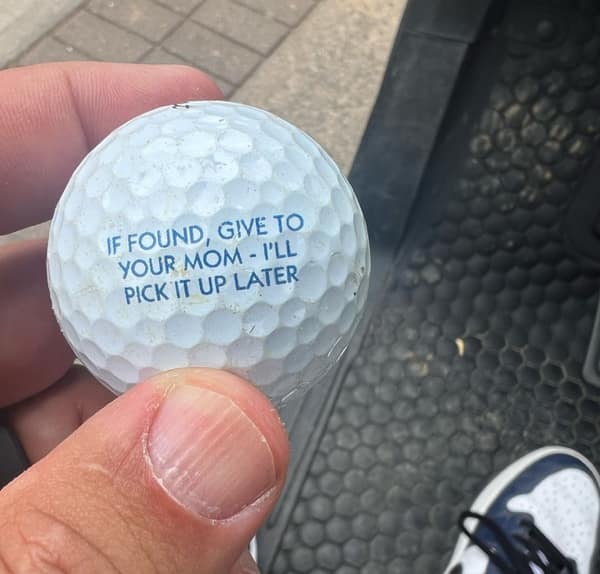 IF FOUND, GIVE TO
YOUR MOM - I'LL
PICK IT UP LATER